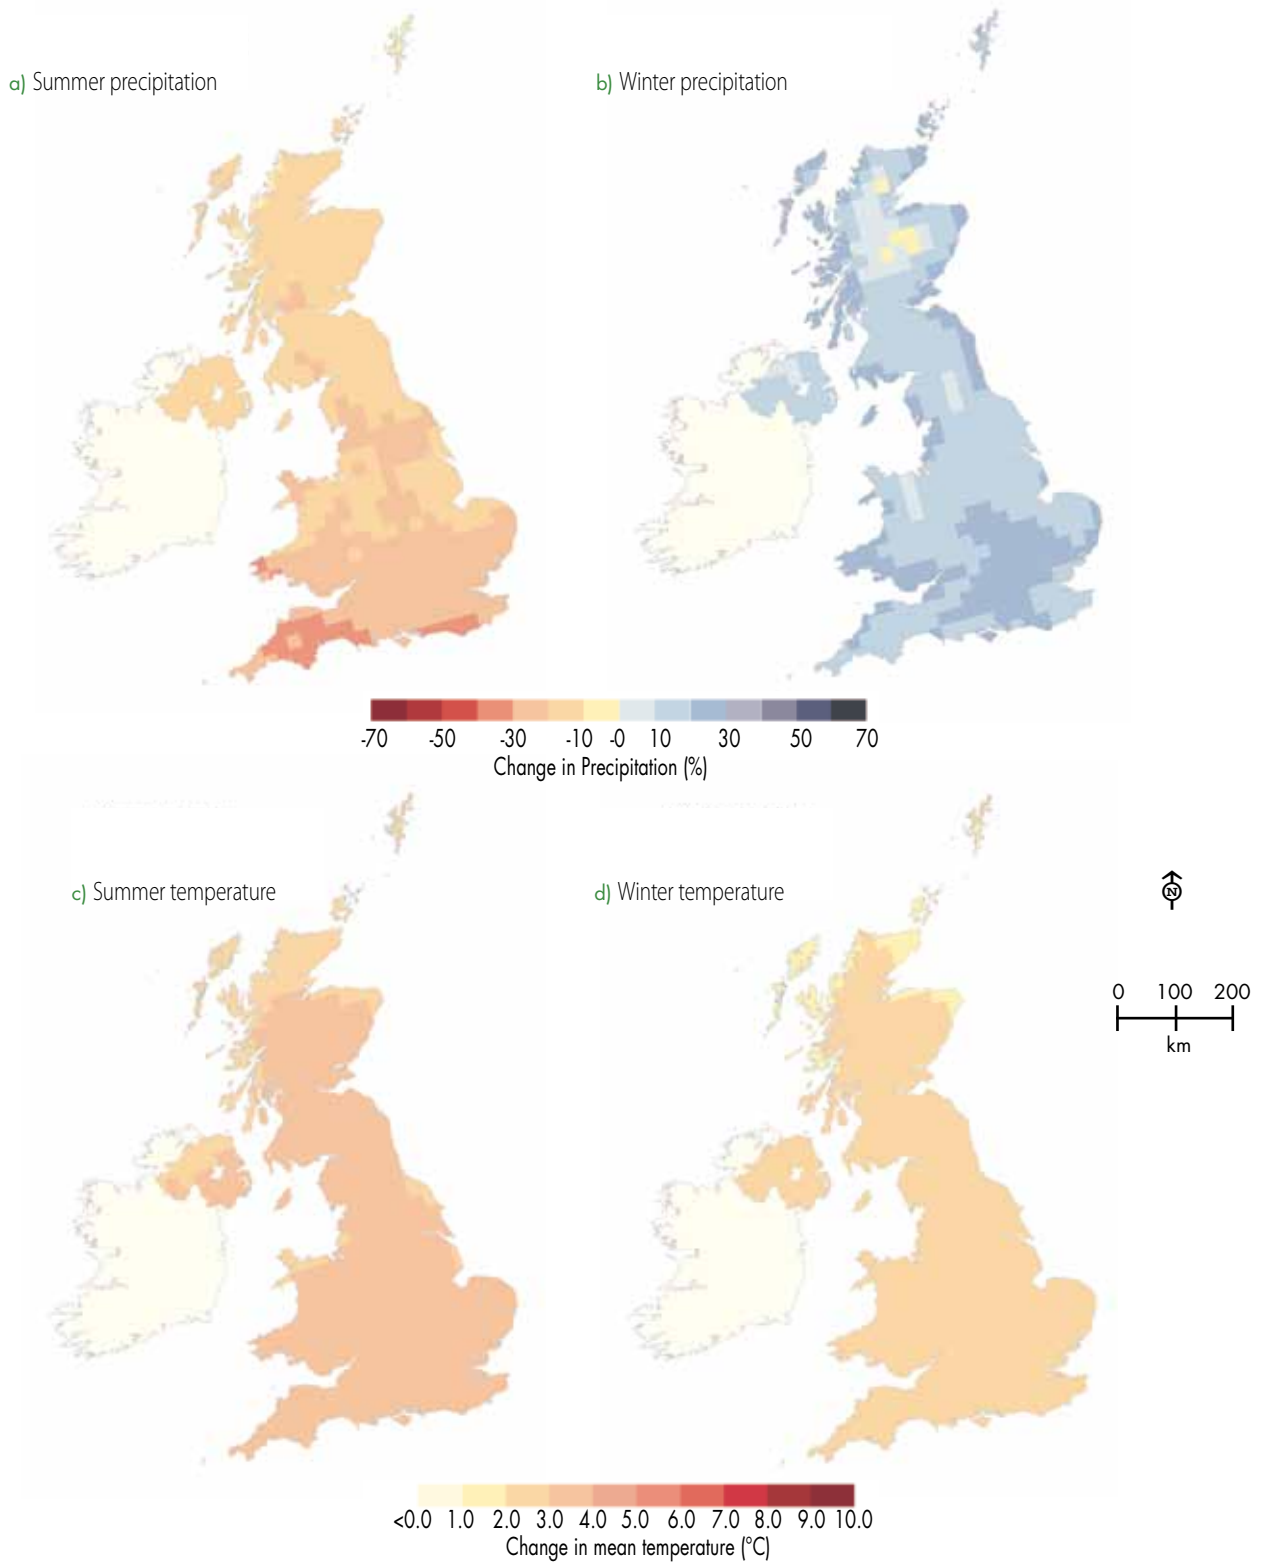 a) Summer precipitation
b) Winter precipitation
-70 -50 -30 -10 -0 10 30 50 70
Change in Precipitation (%)
c) Summer temperature
d) Winter temperature
N
0 100 200
km
<0.0 1.0 2.0 3.0 4.0 5.0 6.0 7.0 8.0 9.0 10.0
Change in mean temperature (°C)